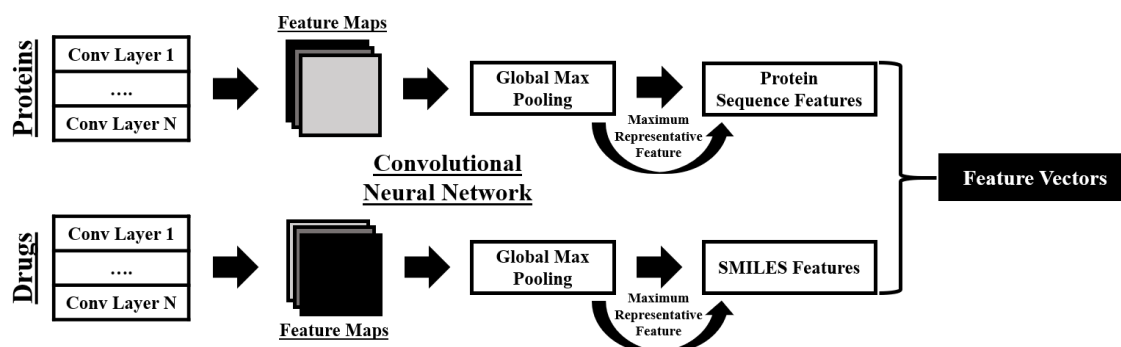 Proteins
Conv Layer 1
....
Conv Layer N
Feature Maps
Global Max
Pooling
Maximum
Representative
Feature
Protein
Sequence Features
Convolutional
Neural Network
Feature Vectors
Drugs
Conv Layer 1
....
Conv Layer N
Feature Maps
Global Max
Pooling
Maximum
Representative
Feature
SMILES Features